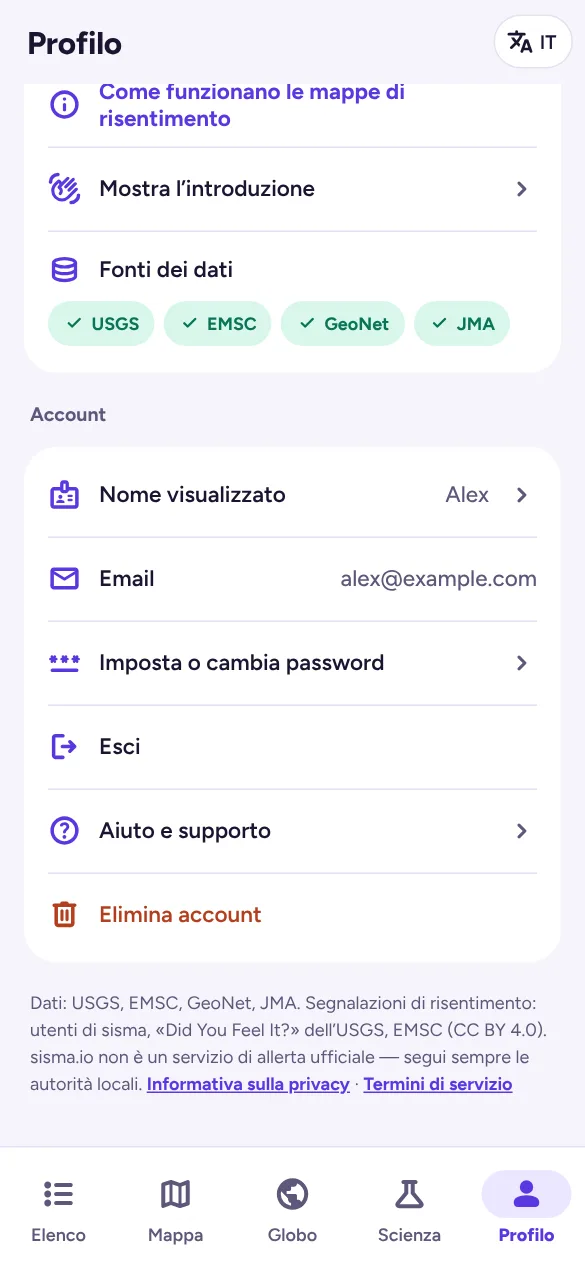 Profilo
IT
Come funzionano le mappe di
risentimento
Mostra l’introduzione
Fonti dei dati
USGS
EMSC
GeoNet
JMA
Account
Nome visualizzato
Alex
Email
alex@example.com
Imposta o cambia password
Esci
Aiuto e supporto
Elimina account
Dati: USGS, EMSC, GeoNet, JMA. Segnalazioni di risentimento:
utenti di sisma, «Did You Feel It?» dell’USGS, EMSC (CC BY 4.0).
sisma.io non è un servizio di allerta ufficiale — segui sempre le
autorità locali. Informativa sulla privacy · Termini di servizio
Elenco
Mappa
Globo
Scienza
Profilo